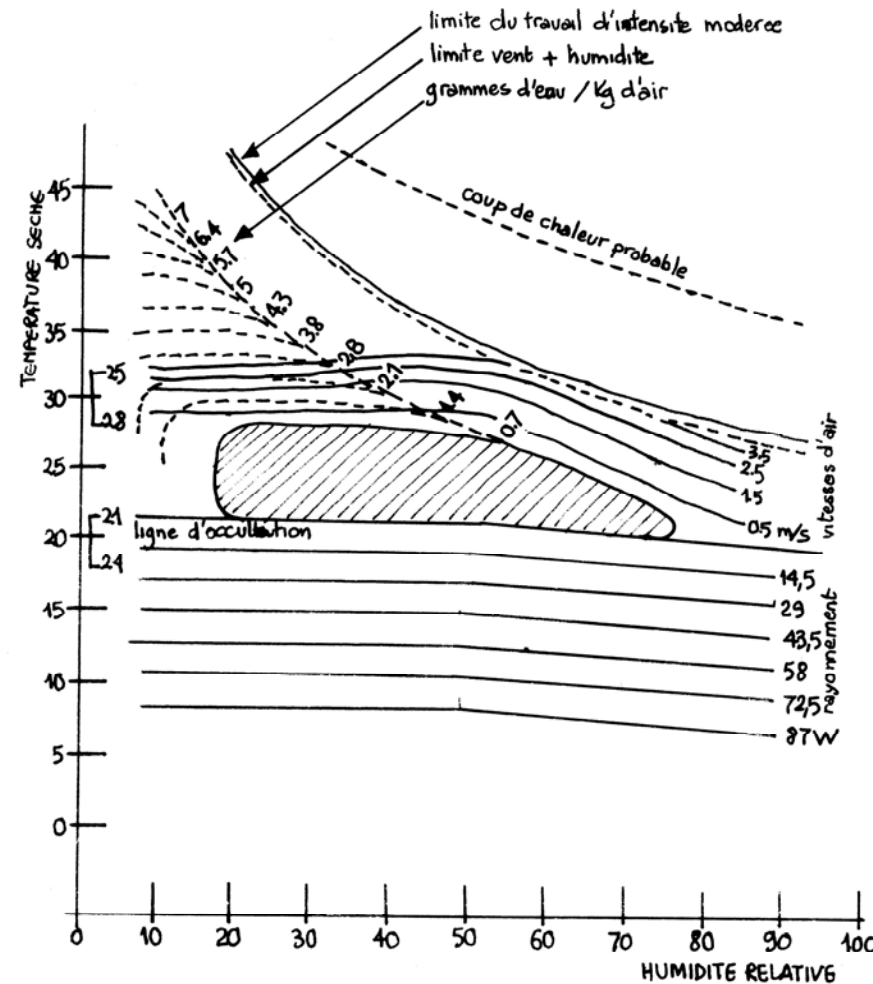 limite du travail d'intensite moderee
limite vent + humidite
grammes d'eau / Kg d'air
coup de chaleur probable
TEMPERATURE SECHE
45
40
35
30
25
20
15
10
5
0
25
28
21
24
7
6.4
5.7
5
4.3
3.8
2.8
2.1
1.4
0.7
ligne d'occultation
3.5
2.5
1.5
0.5 m/s
vitesses d'air
14,5
29
43,5
58
72,5
87W
rayonnement
0 10 20 30 40 50 60 70 80 90 100
HUMIDITE RELATIVE